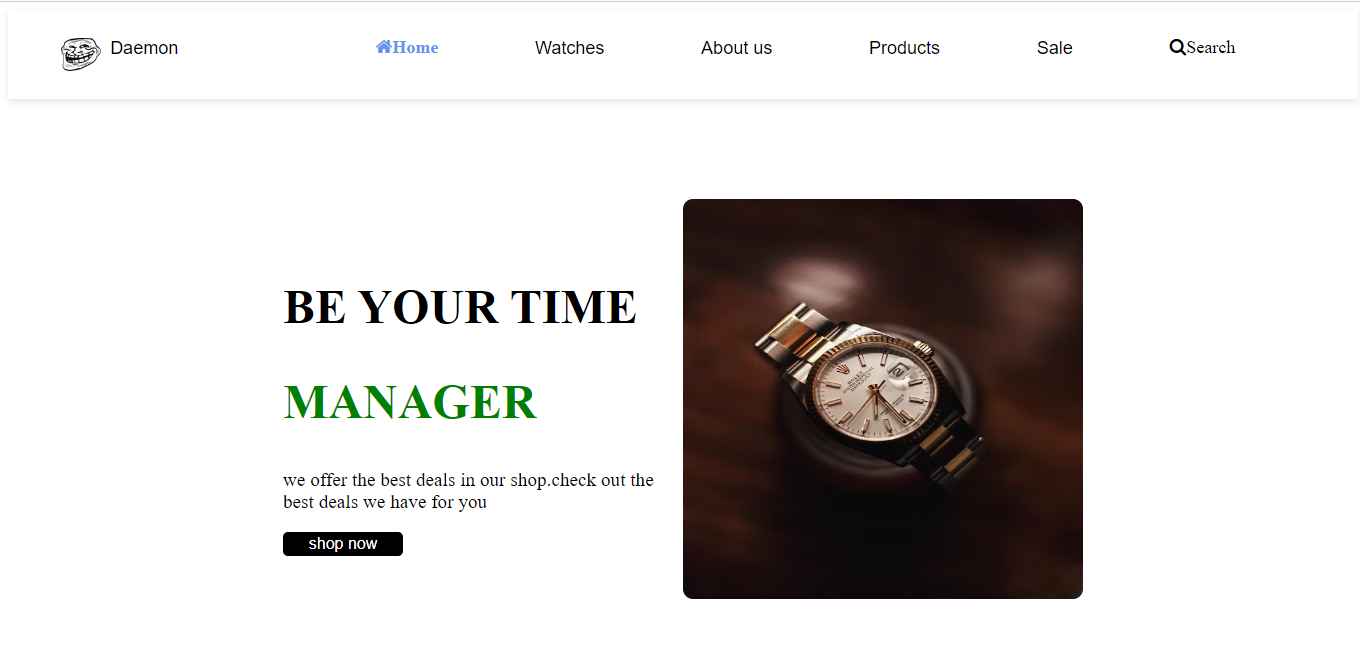 Daemon Home Watches About us Products Sale Search
BE YOUR TIME
MANAGER
we offer the best deals in our shop.check out the
best deals we have for you
shop now
ROLEX